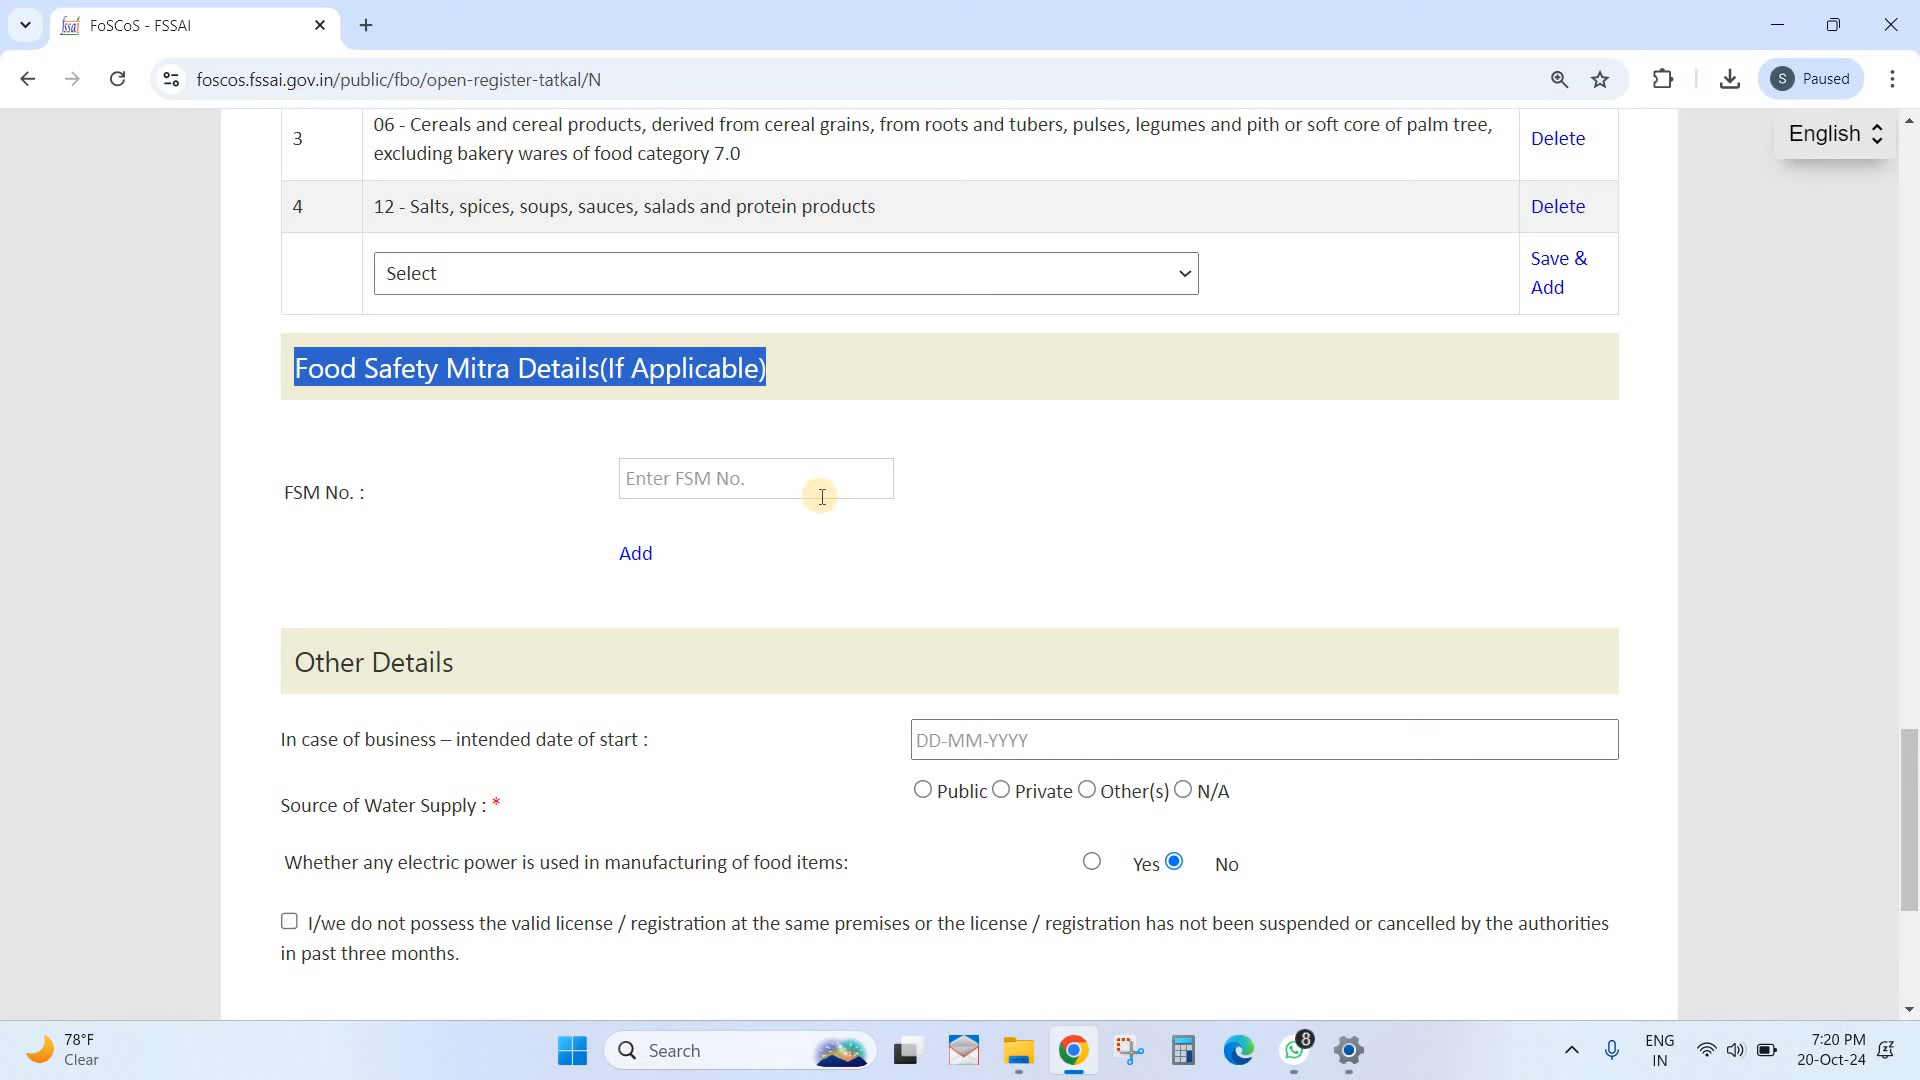 FoSCoS - FSSAI
foscos.fssai.gov.in/public/fbo/open-register-tatkal/N
S Paused
English
3
06 - Cereals and cereal products, derived from cereal grains, from roots and tubers, pulses, legumes and pith or soft core of palm tree,
excluding bakery wares of food category 7.0
Delete
4
12 - Salts, spices, soups, sauces, salads and protein products
Delete
Select
Save &
Add
Food Safety Mitra Details(If Applicable)
FSM No. :
Enter FSM No.
Add
Other Details
In case of business – intended date of start :
DD-MM-YYYY
Source of Water Supply : *
Public Private Other(s) N/A
Whether any electric power is used in manufacturing of food items:
Yes No
I/we do not possess the valid license / registration at the same premises or the license / registration has not been suspended or cancelled by the authorities
in past three months.
78°F
Clear
Search
8
ENG
IN
7:20 PM
20-Oct-24